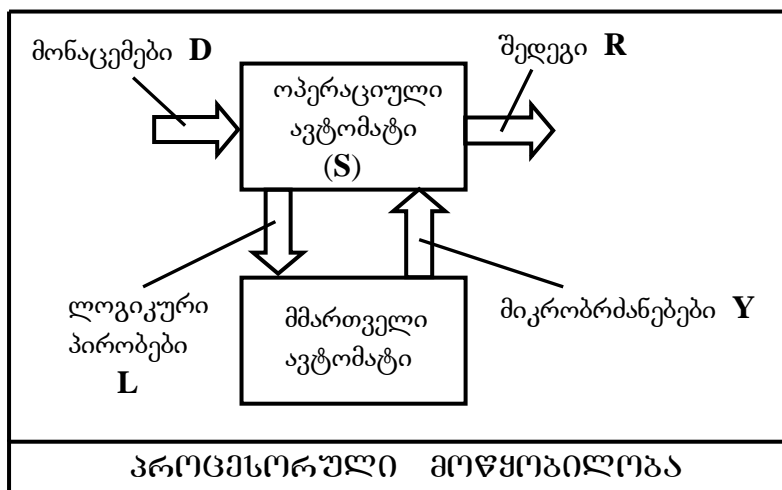 მონაცემები D
შედეგი R
ოპერაციული
ავტომატი
(S)
ლოგიკური
პირობები
L
მმართველი
ავტომატი
მიკრობრძანებები Y
ᲞᲠᲝᲪᲔᲡᲝᲠᲣᲚᲘ ᲛᲝᲬᲧᲝᲑᲘᲚᲝᲑᲐ